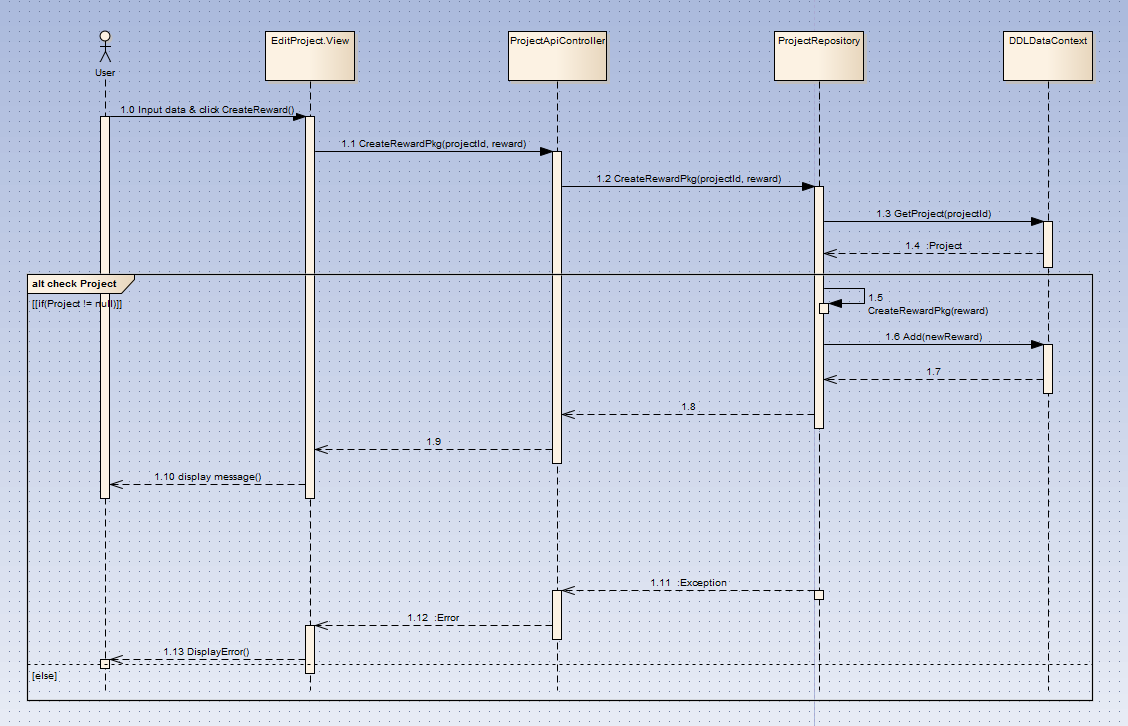 EditProject.View
ProjectApiController
ProjectRepository
DDLDataContext
User
1.0 Input data & click CreateReward()
1.1 CreateRewardPkg(projectId, reward)
1.2 CreateRewardPkg(projectId, reward)
1.3 GetProject(projectId)
1.4 :Project
alt check Project
[[if(Project != null)]]
1.5
CreateRewardPkg(reward)
1.6 Add(newReward)
1.7
1.8
1.9
1.10 display message()
1.11 :Exception
1.12 :Error
1.13 DisplayError()
[else]